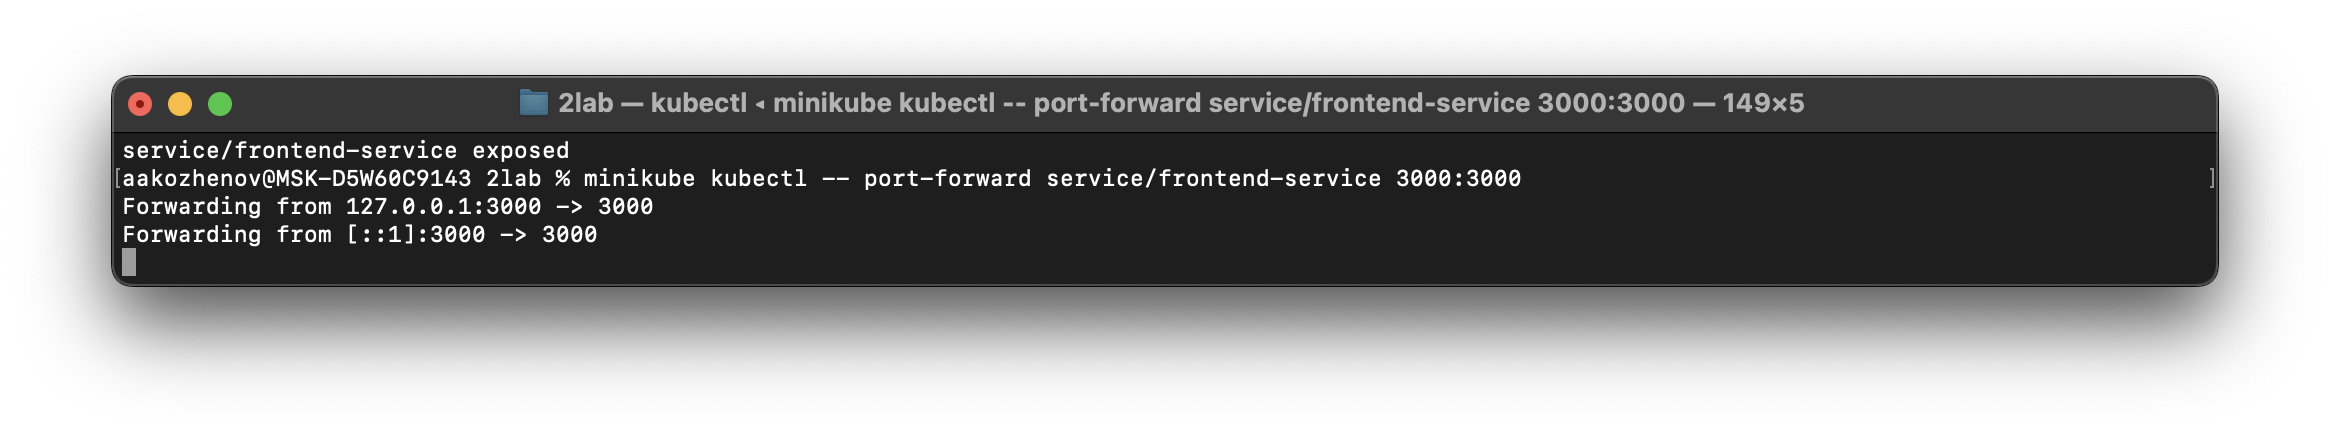 2lab — kubectl ◂ minikube kubectl -- port-forward service/frontend-service 3000:3000 — 149×5
service/frontend-service exposed
[aakozhenov@MSK-D5W60C9143 2lab % minikube kubectl -- port-forward service/frontend-service 3000:3000 ]
Forwarding from 127.0.0.1:3000 -> 3000
Forwarding from [::1]:3000 -> 3000